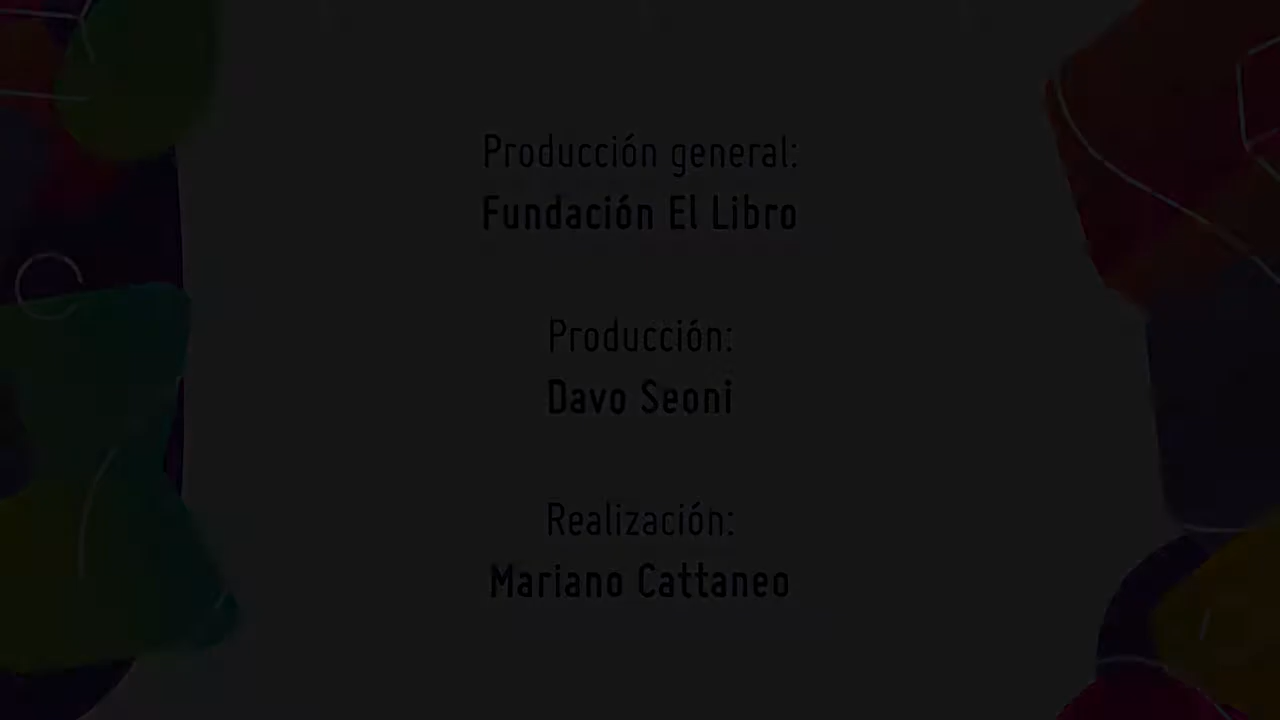 Producción general:
Fundación El Libro
Producción:
Davo Seoni
Realización:
Mariano Cattaneo